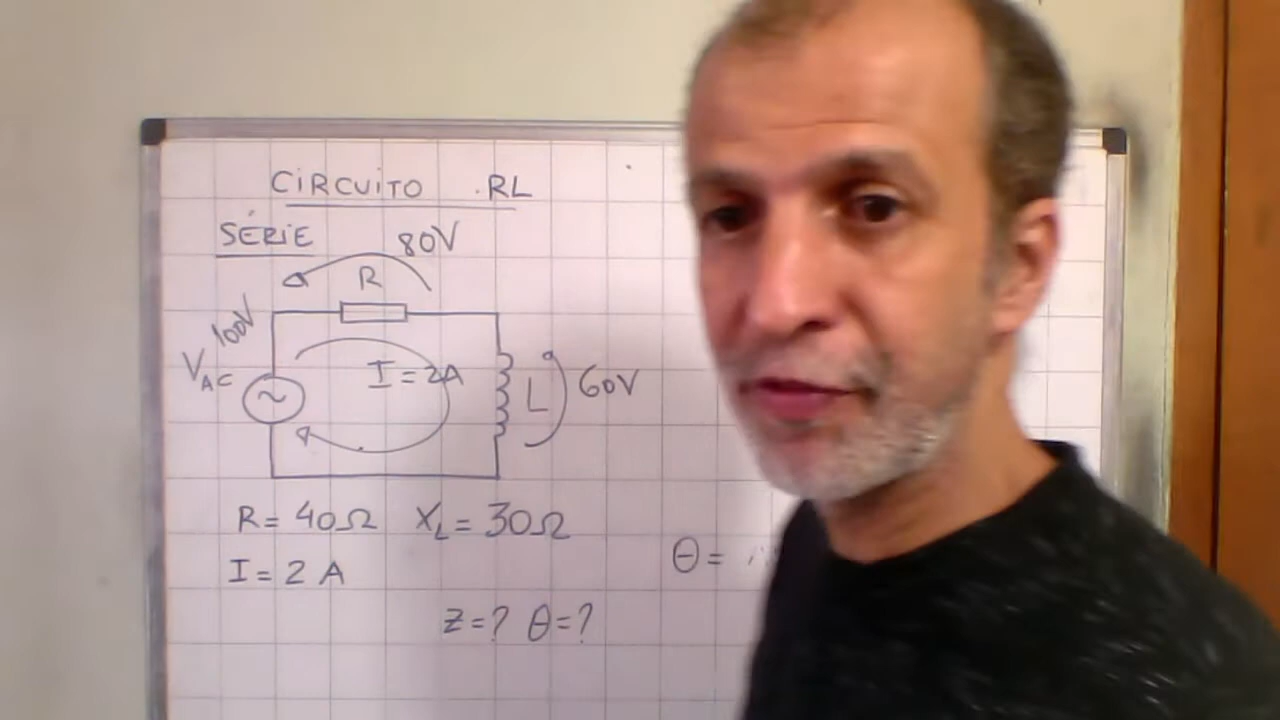 CIRCUITO RL
SÉRIE
80V
R
100V
VAC
I = 2A
L
60V
R = 40Ω XL = 30Ω
I = 2 A
θ =
Z = ? θ = ?